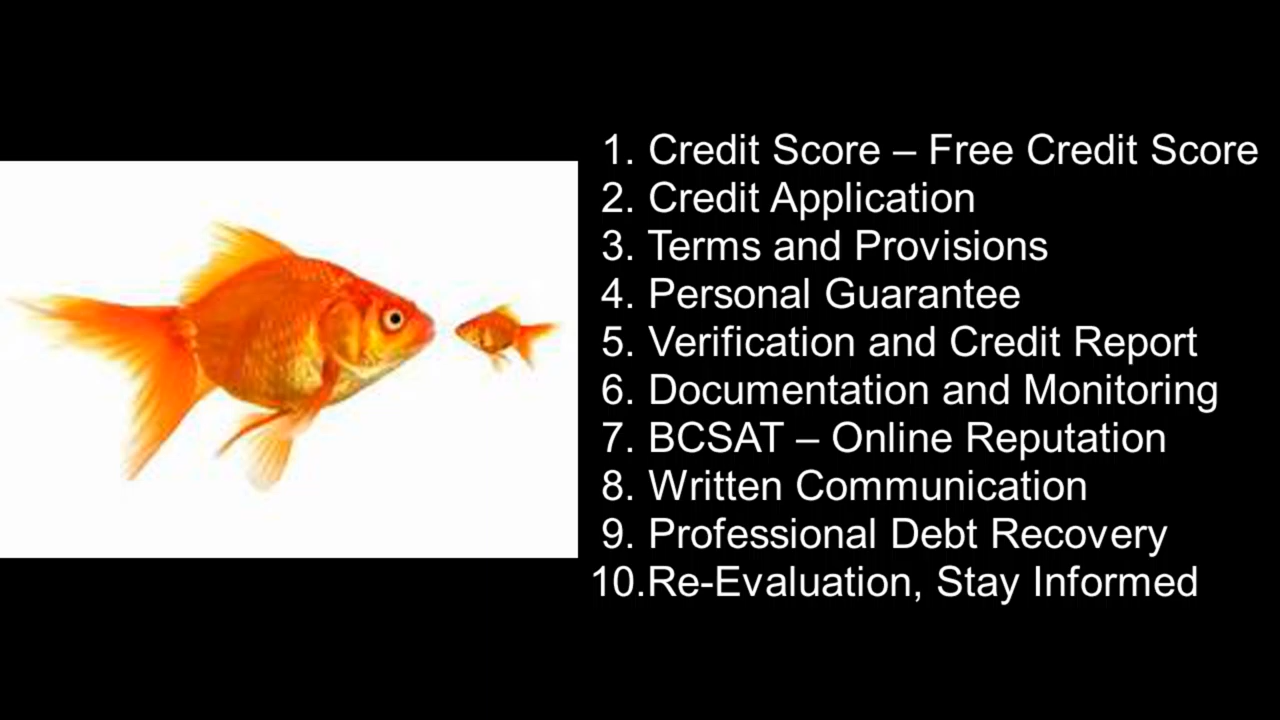 1. Credit Score – Free Credit Score
2. Credit Application
3. Terms and Provisions
4. Personal Guarantee
5. Verification and Credit Report
6. Documentation and Monitoring
7. BCSAT – Online Reputation
8. Written Communication
9. Professional Debt Recovery
10.Re-Evaluation, Stay Informed